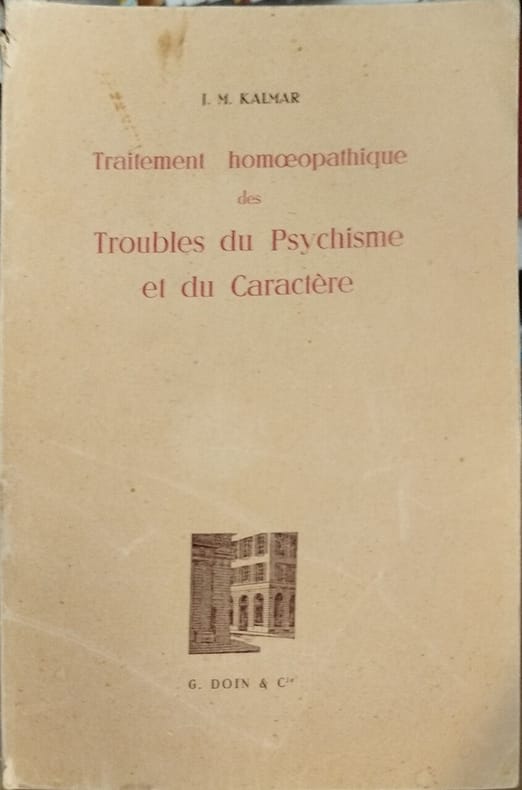 J. M. KALMAR
Traitement homœopathique
des
Troubles du Psychisme
et du Caractère
G. DOIN & Cie